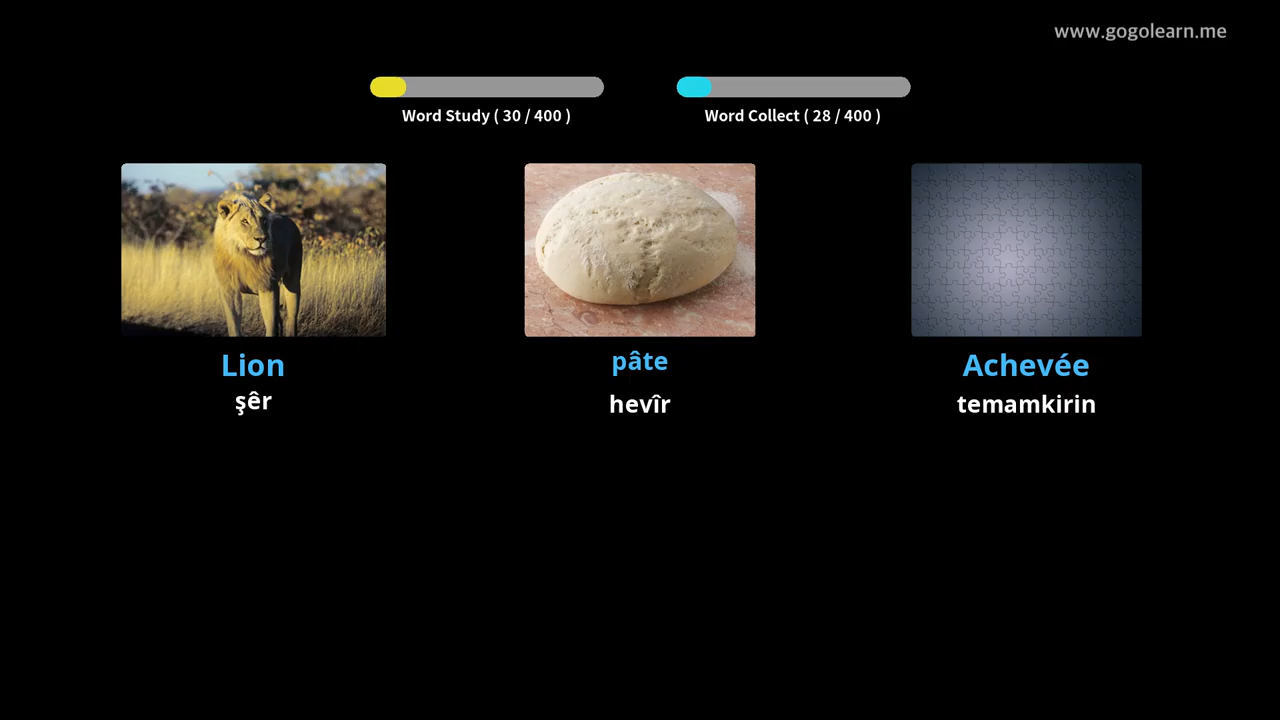 www.gogolearn.me
Word Study ( 30 / 400 )
Word Collect ( 28 / 400 )
Lion
şêr
pâte
hevîr
Achevée
temamkirin